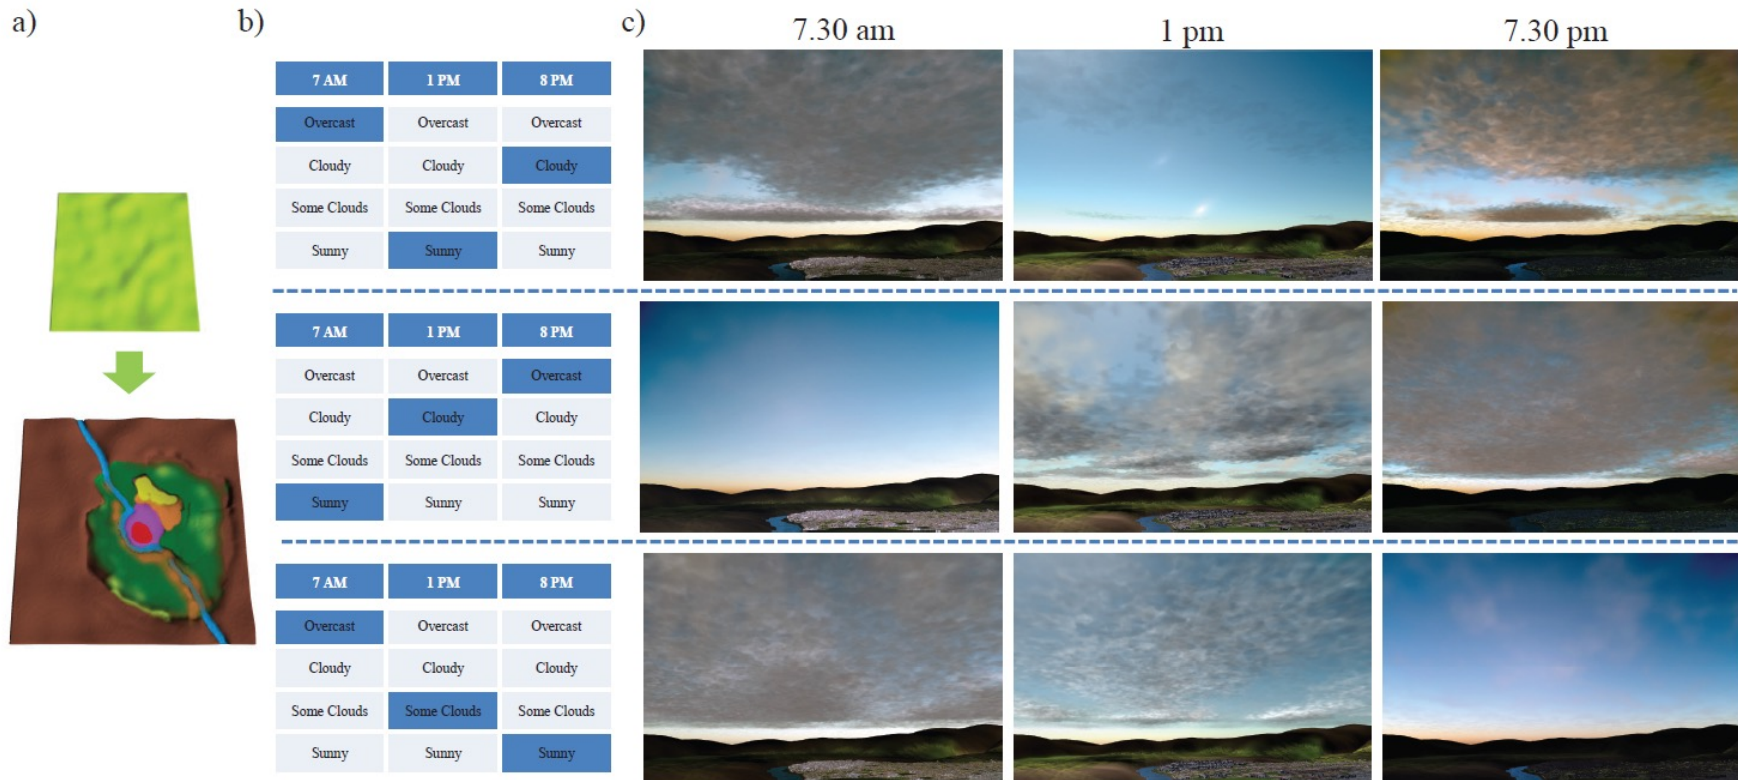 a)
b)
c)
7.30 am
1 pm
7.30 pm
7 AM 1 PM 8 PM
Overcast Overcast Overcast
Cloudy Cloudy Cloudy
Some Clouds Some Clouds Some Clouds
Sunny Sunny Sunny
7 AM 1 PM 8 PM
Overcast Overcast Overcast
Cloudy Cloudy Cloudy
Some Clouds Some Clouds Some Clouds
Sunny Sunny Sunny
7 AM 1 PM 8 PM
Overcast Overcast Overcast
Cloudy Cloudy Cloudy
Some Clouds Some Clouds Some Clouds
Sunny Sunny Sunny